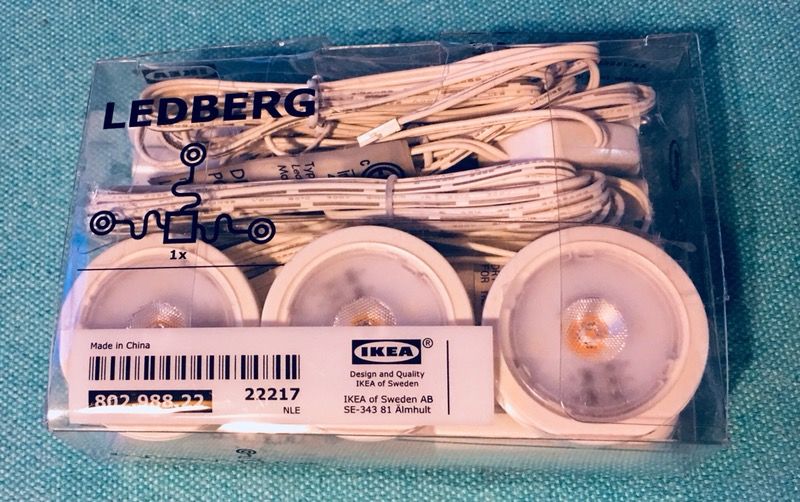 IKEA
LEDBERG
1x
Made in China
IKEA®
Design and Quality
IKEA of Sweden
802.988.22
22217
NLE
IKEA of Sweden AB
SE-343 81 Älmhult